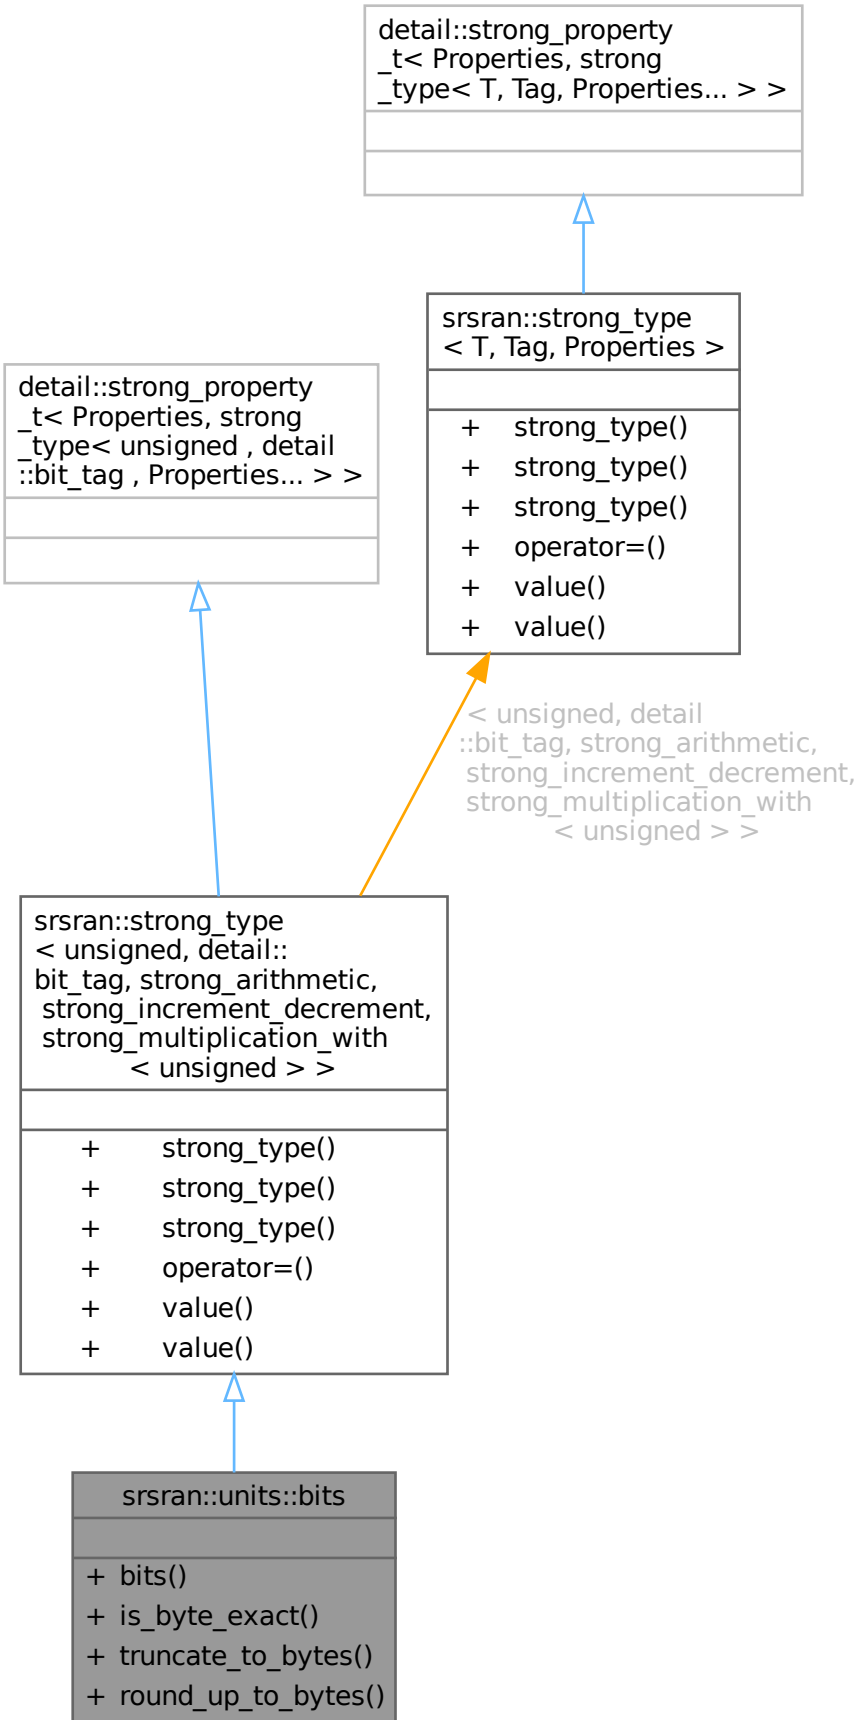 detail::strong_property
_t< Properties, strong
_type< T, Tag, Properties... > >
srsran::strong_type
< T, Tag, Properties >
+ strong_type()
+ strong_type()
+ strong_type()
+ operator=()
+ value()
+ value()
detail::strong_property
_t< Properties, strong
_type< unsigned , detail
::bit_tag , Properties... > >
< unsigned, detail
::bit_tag, strong_arithmetic,
strong_increment_decrement,
strong_multiplication_with
< unsigned > >
srsran::strong_type
< unsigned, detail::
bit_tag, strong_arithmetic,
strong_increment_decrement,
strong_multiplication_with
< unsigned > >
+ strong_type()
+ strong_type()
+ strong_type()
+ operator=()
+ value()
+ value()
srsran::units::bits
+ bits()
+ is_byte_exact()
+ truncate_to_bytes()
+ round_up_to_bytes()